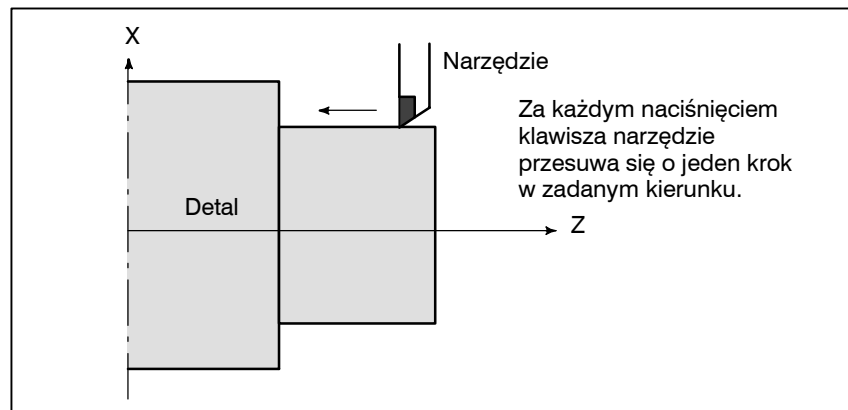 X
Narzędzie
Za każdym naciśnięciem
klawisza narzędzie
przesuwa się o jeden krok
w zadanym kierunku.
Detal
Z